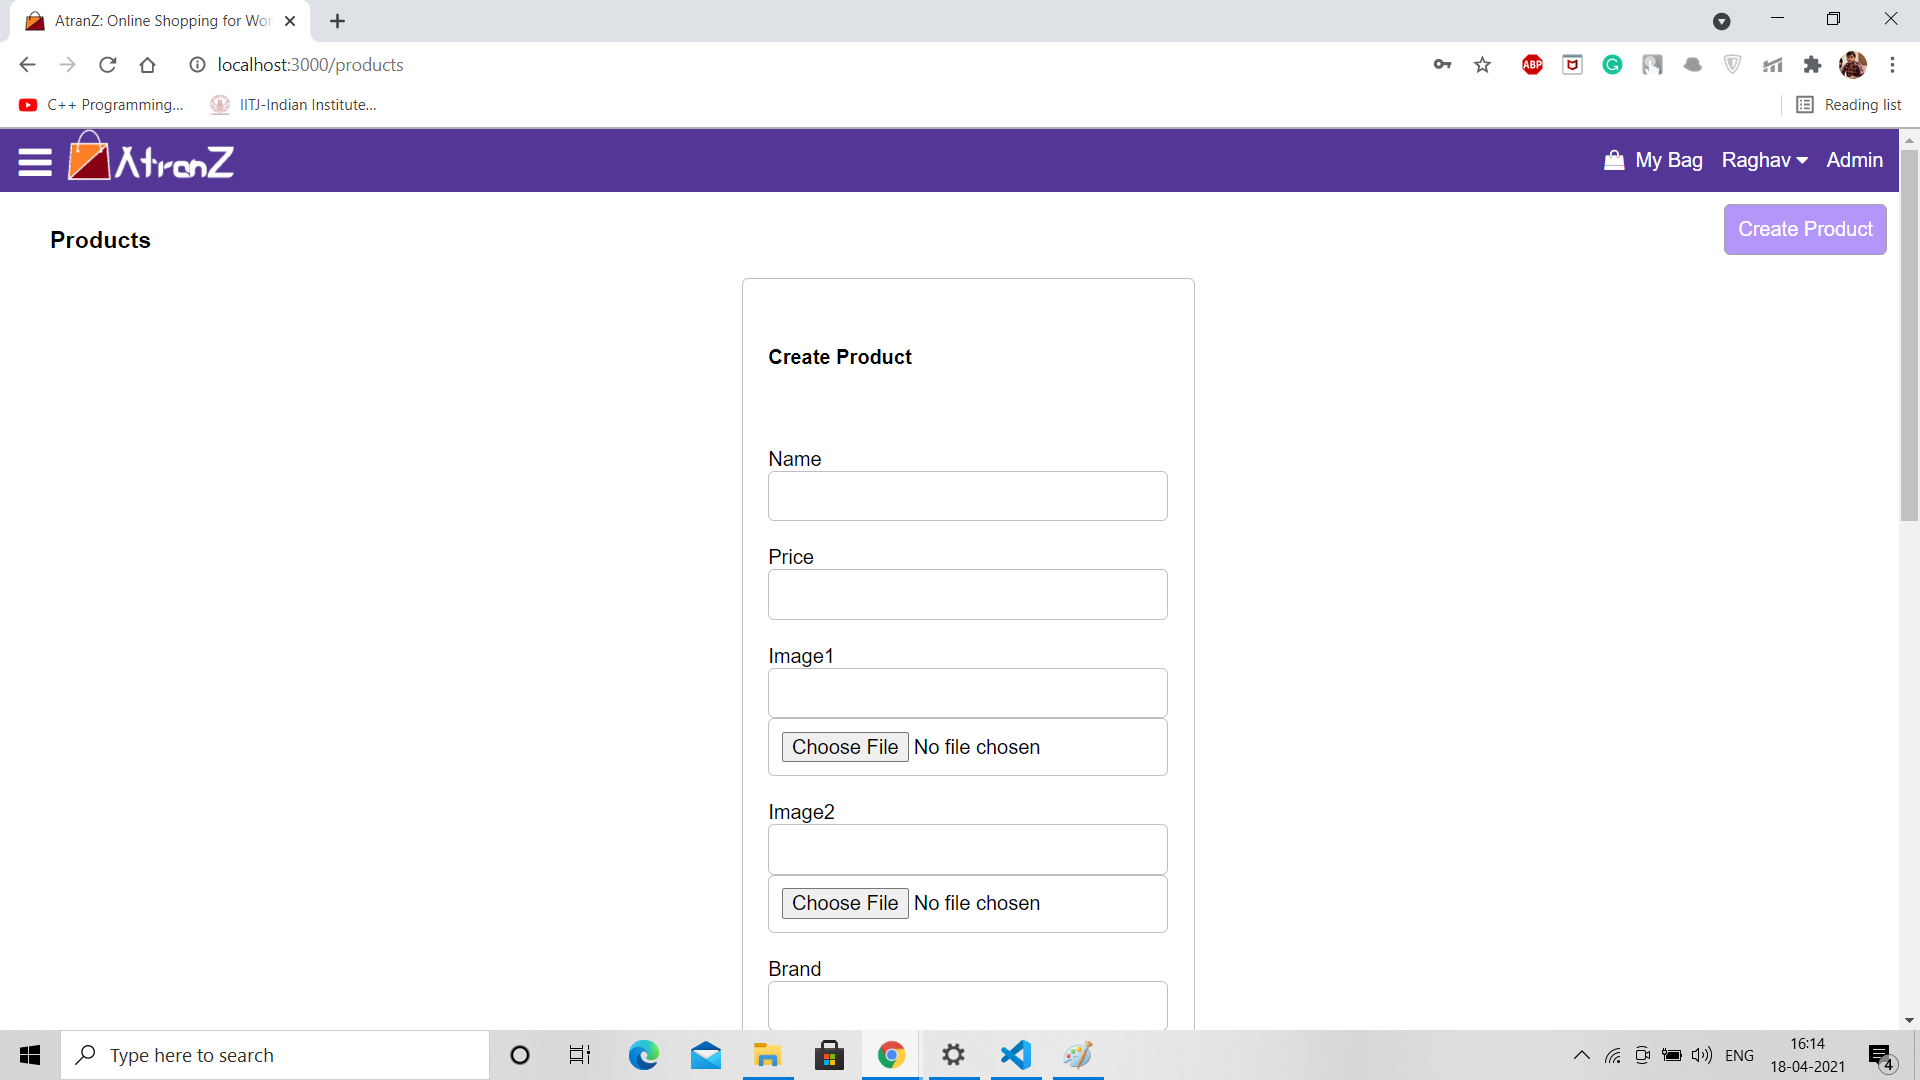 AtranZ: Online Shopping for Wor
localhost:3000/products
ABP
C++ Programming...
IITJ-Indian Institute...
Reading list
AtranZ
My Bag
Raghav
Admin
Products
Create Product
Create Product
Name
Price
Image1
Choose File No file chosen
Image2
Choose File No file chosen
Brand
Type here to search
ENG
16:14
18-04-2021
4